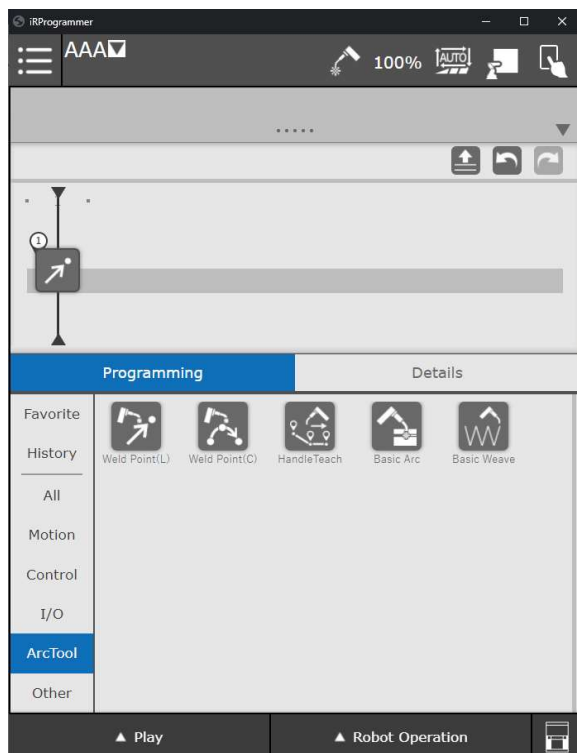 iRProgrammer
AAA
100%
AUTO
1
Programming
Details
Favorite
History
All
Motion
Control
I/O
ArcTool
Other
Weld Point(L)
Weld Point(C)
HandleTeach
Basic Arc
Basic Weave
▲ Play
▲ Robot Operation